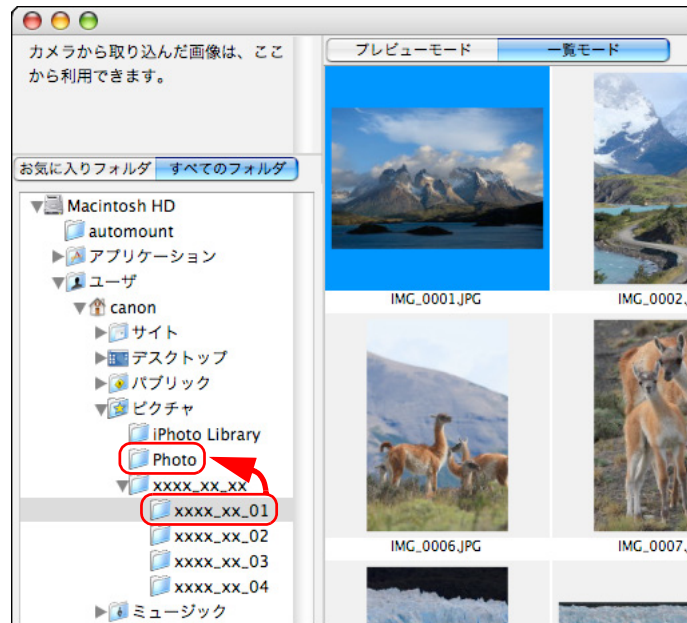 カメラから取り込んだ画像は、ここ
から利用できます。
プレビューモード
一覧モード
お気に入りフォルダ
すべてのフォルダ
Macintosh HD
automount
アプリケーション
ユーザ
canon
サイト
デスクトップ
パブリック
ピクチャ
iPhoto Library
Photo
xxxx_xx_xx
xxxx_xx_01
xxxx_xx_02
xxxx_xx_03
xxxx_xx_04
ミュージック
IMG_0001.JPG
IMG_0002.
IMG_0006.JPG
IMG_0007.